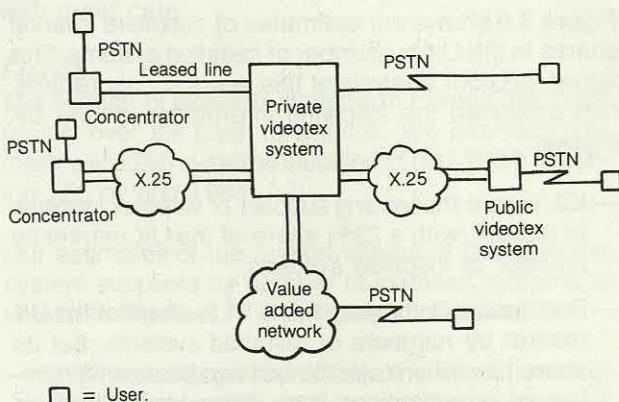 PSTN
Leased line
PSTN
Concentrator
Private
videotex
system
PSTN
X.25
X.25
PSTN
Concentrator
Public
videotex
system
Value
added
network
PSTN
= User.